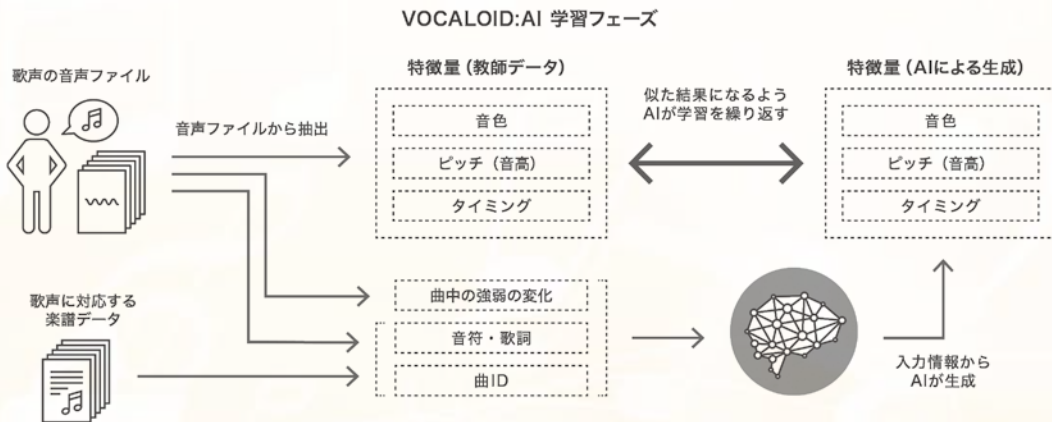 VOCALOID:AI 学習フェーズ
歌声の音声ファイル
音声ファイルから抽出
特徴量 (教師データ)
音色
ピッチ（音高）
タイミング
似た結果になるよう
AIが学習を繰り返す
特徴量 (AIによる生成)
音色
ピッチ（音高）
タイミング
歌声に対応する
楽譜データ
曲中の強弱の変化
音符・歌詞
曲ID
入力情報から
AIが生成